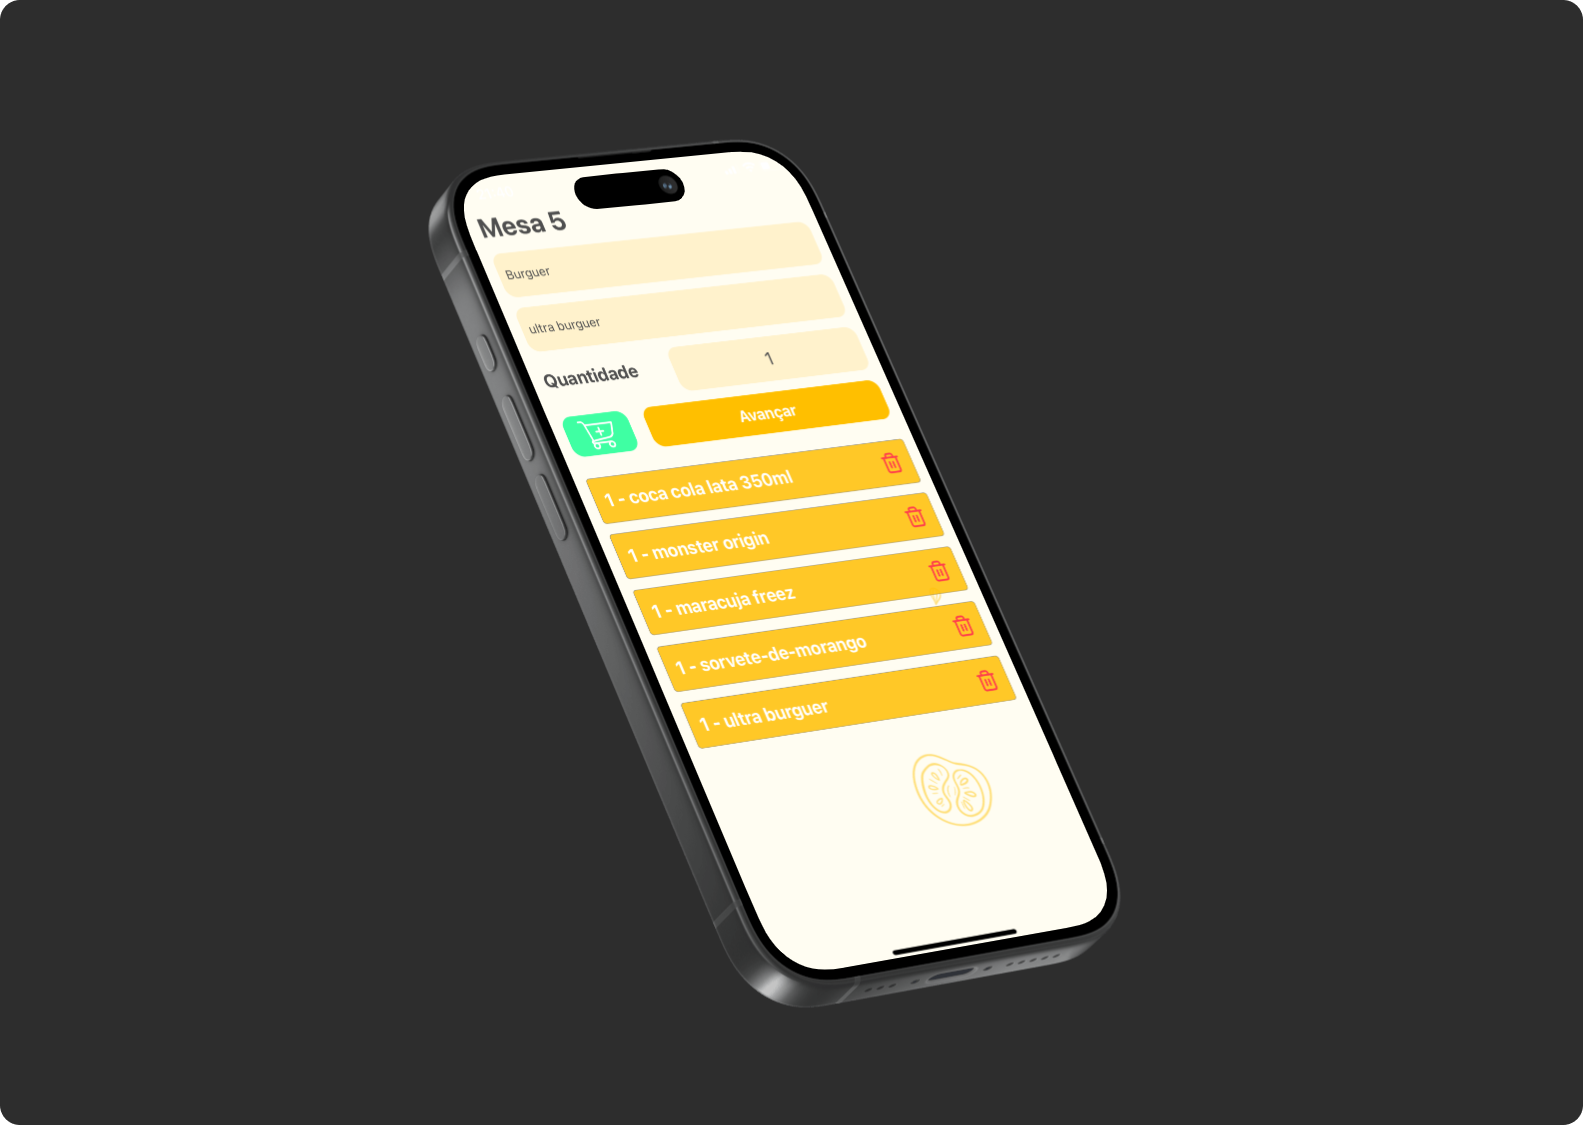 Mesa 5
Burguer
ultra burguer
Quantidade
1
Avançar
1 - coca cola lata 350ml
1 - monster origin
1 - maracuja freez
1 - sorvete-de-morango
1 - ultra burguer